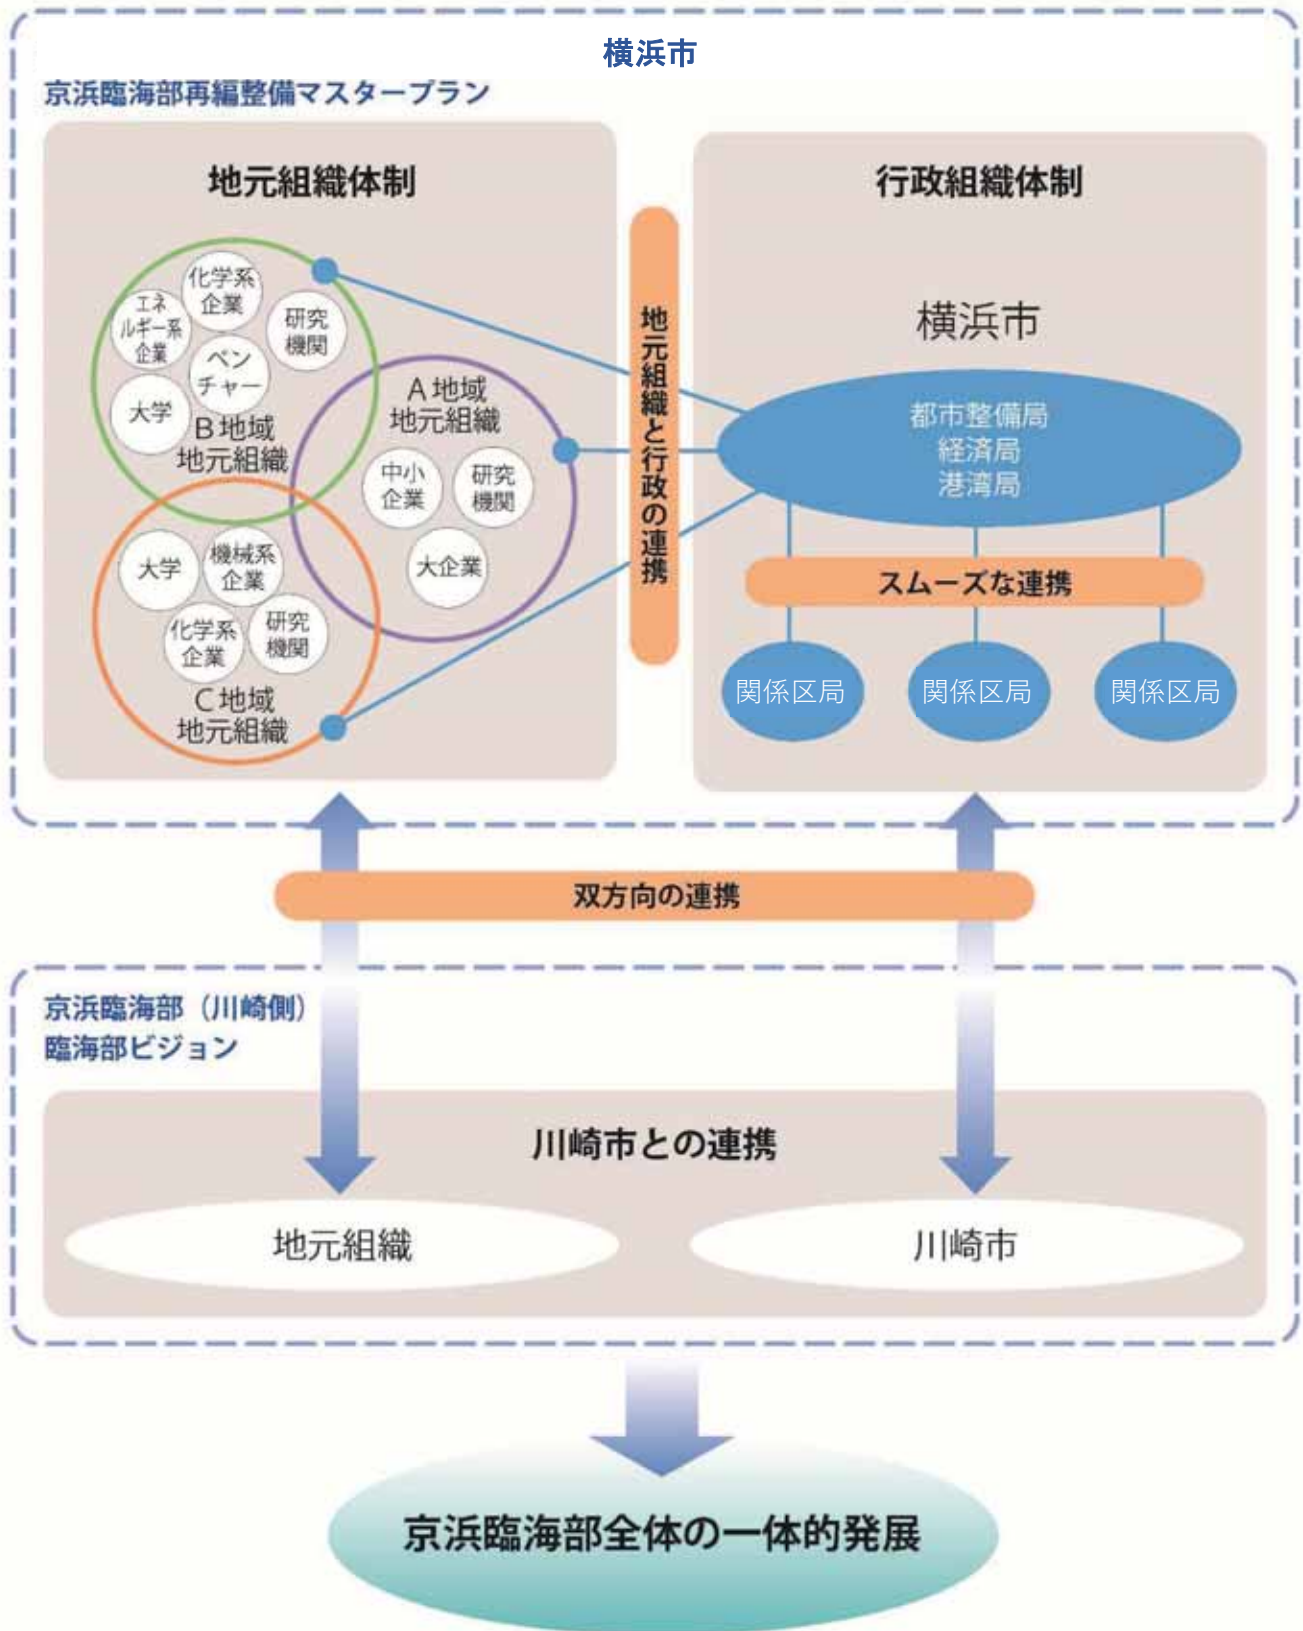 横浜市
京浜臨海部再編整備マスタープラン
地元組織体制
化学系
企業
エネ
ルギー系
企業
研究
機関
ベン
チャー
大学
B地域
地元組織
A地域
地元組織
中小
企業
研究
機関
大企業
大学
機械系
企業
化学系
企業
研究
機関
C地域
地元組織
地元組織と行政の連携
行政組織体制
横浜市
都市整備局
経済局
港湾局
スムーズな連携
関係区局
関係区局
関係区局
双方向の連携
京浜臨海部（川崎側）
臨海部ビジョン
川崎市との連携
地元組織
川崎市
京浜臨海部全体の一体的発展